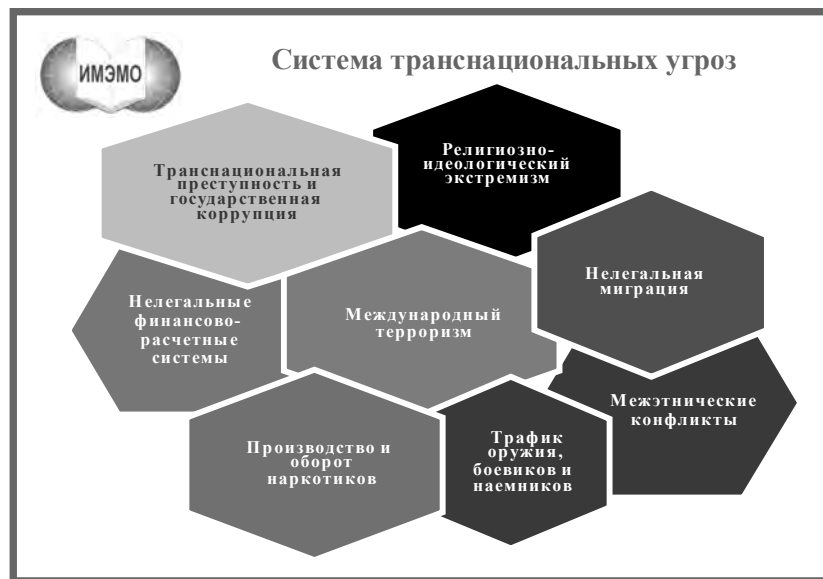 ИМЭМО
Система транснациональных угроз
Религиозно-
идеологический
экстремизм
Транснациональная
преступность и
государственная
коррупция
Нелегальная
миграция
Нелегальные
финансово-
расчетные
системы
Международный
терроризм
Межэтнические
конфликты
Производство и
оборот
наркотиков
Трафик
оружия,
боевиков и
наемников